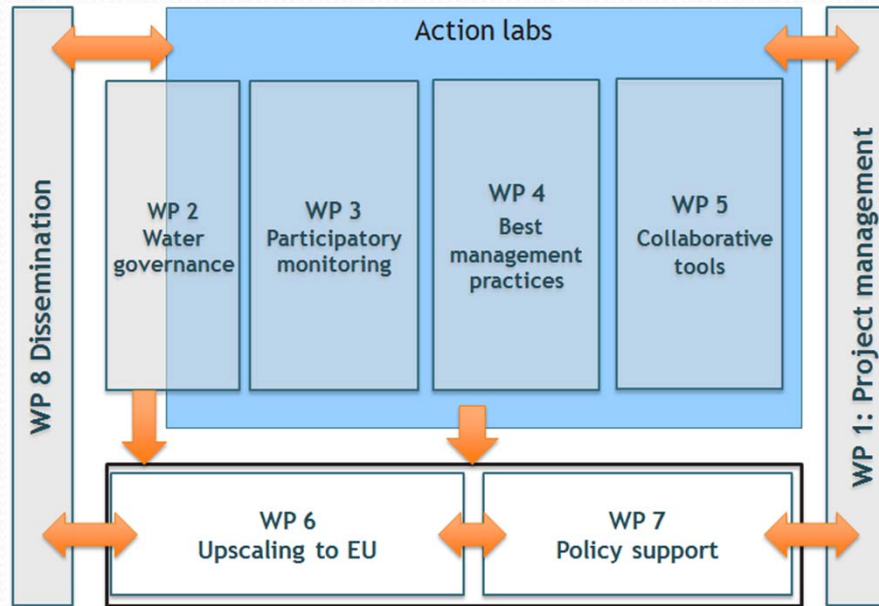 Action labs
WP 8 Dissemination
WP 2
Water
governance
WP 3
Participatory
monitoring
WP 4
Best
management
practices
WP 5
Collaborative
tools
WP 1: Project management
WP 6
Upscaling to EU
WP 7
Policy support